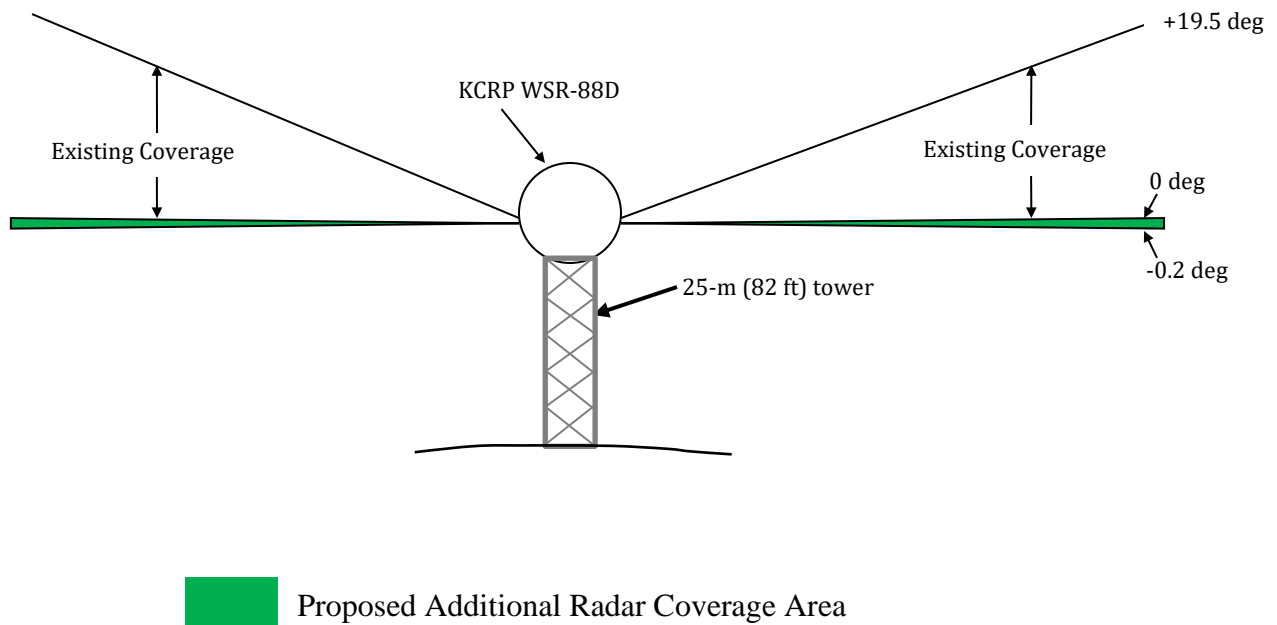 +19.5 deg
KCRP WSR-88D
Existing Coverage
Existing Coverage
0 deg
-0.2 deg
25-m (82 ft) tower
Proposed Additional Radar Coverage Area